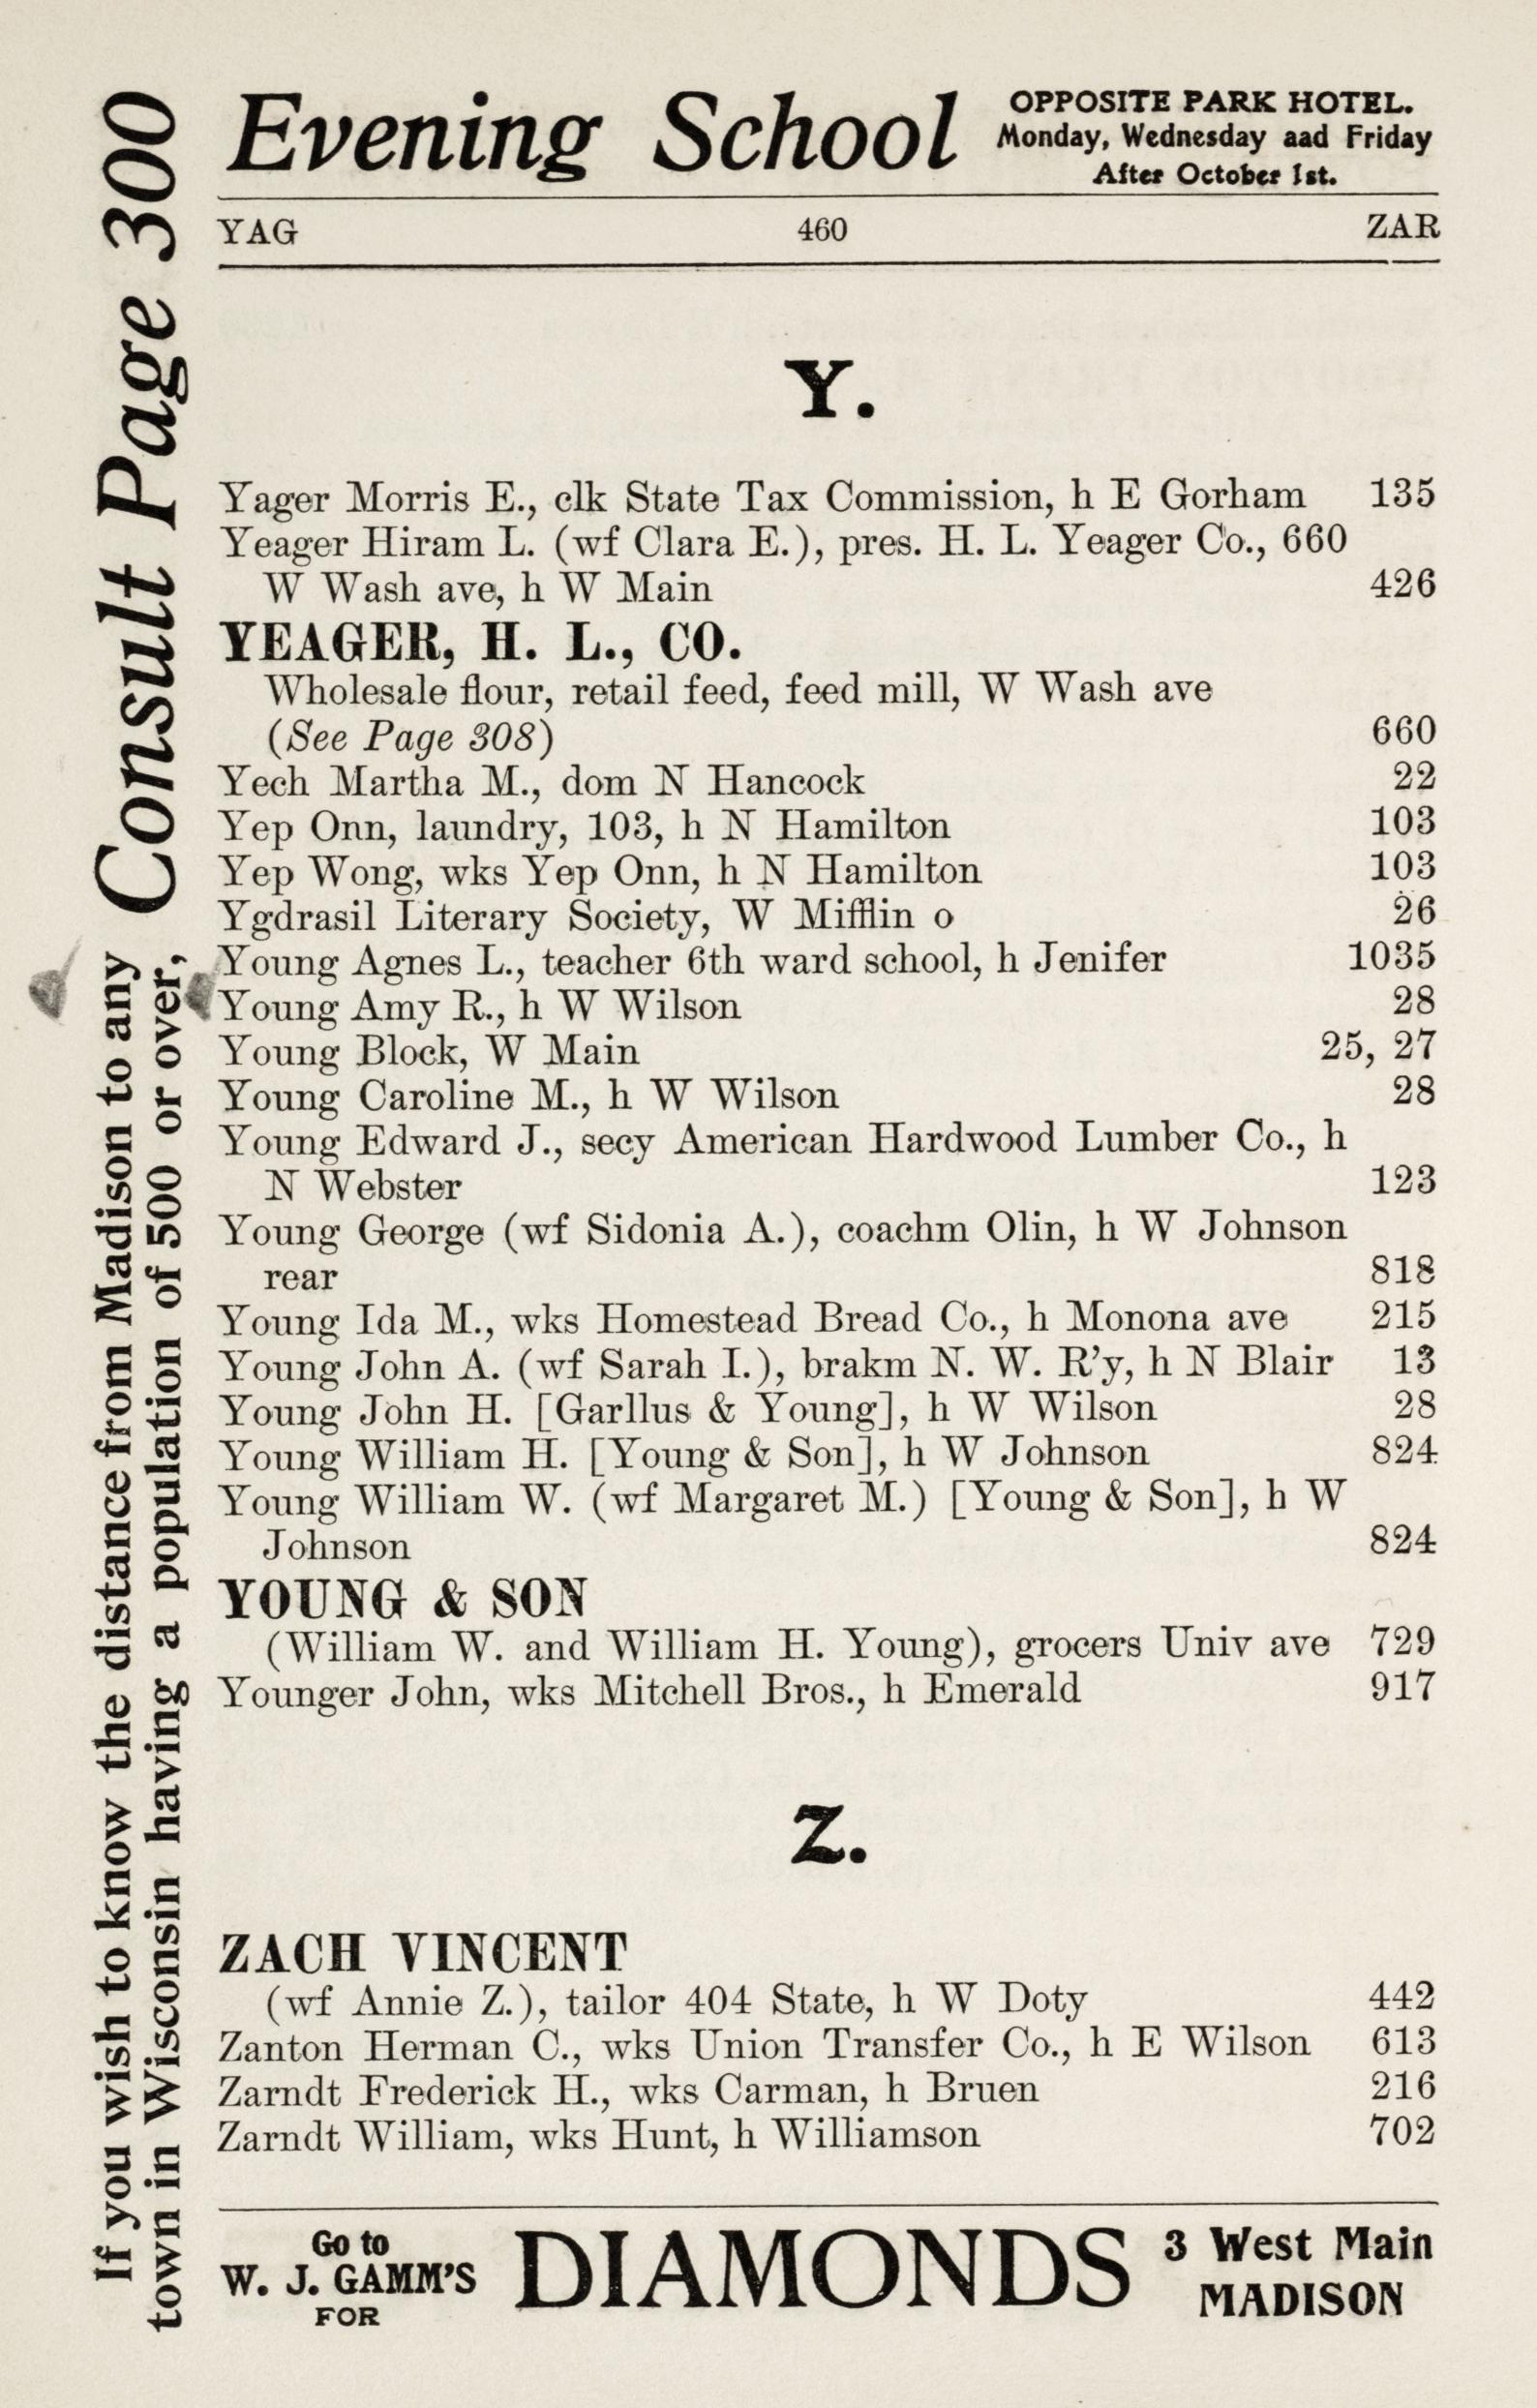 Evening School
OPPOSITE PARK HOTEL.
Monday, Wednesday aad Friday
After October 1st.
YAG 460 ZAR
Y.
Yager Morris E., clk State Tax Commission, h E Gorham 135
Yeager Hiram L. (wf Clara E.), pres. H. L. Yeager Co., 660
W Wash ave, h W Main 426
YEAGER, H. L., CO.
Wholesale flour, retail feed, feed mill, W Wash ave
(See Page 308) 660
Yech Martha M., dom N Hancock 22
Yep Onn, laundry, 103, h N Hamilton 103
Yep Wong, wks Yep Onn, h N Hamilton 103
Ygdrasil Literary Society, W Mifflin o 26
Young Agnes L., teacher 6th ward school, h Jenifer 1035
Young Amy R., h W Wilson 28
Young Block, W Main 25, 27
Young Caroline M., h W Wilson 28
Young Edward J., secy American Hardwood Lumber Co., h
N Webster 123
Young George (wf Sidonia A.), coachm Olin, h W Johnson
rear 818
Young Ida M., wks Homestead Bread Co., h Monona ave 215
Young John A. (wf Sarah I.), brakm N. W. R'y, h N Blair 13
Young John H. [Garllus & Young], h W Wilson 28
Young William H. [Young & Son], h W Johnson 824
Young William W. (wf Margaret M.) [Young & Son], h W
Johnson 824
YOUNG & SON
(William W. and William H. Young), grocers Univ ave 729
Younger John, wks Mitchell Bros., h Emerald 917
Z.
ZACH VINCENT
(wf Annie Z.), tailor 404 State, h W Doty 442
Zanton Herman C., wks Union Transfer Co., h E Wilson 613
Zarndt Frederick H., wks Carman, h Bruen 216
Zarndt William, wks Hunt, h Williamson 702
Go to
W. J. GAMM'S
FOR
DIAMONDS
3 West Main
MADISON
If you wish to know the distance from Madison to any
town in Wisconsin having a population of 500 or over,
Consult Page 300